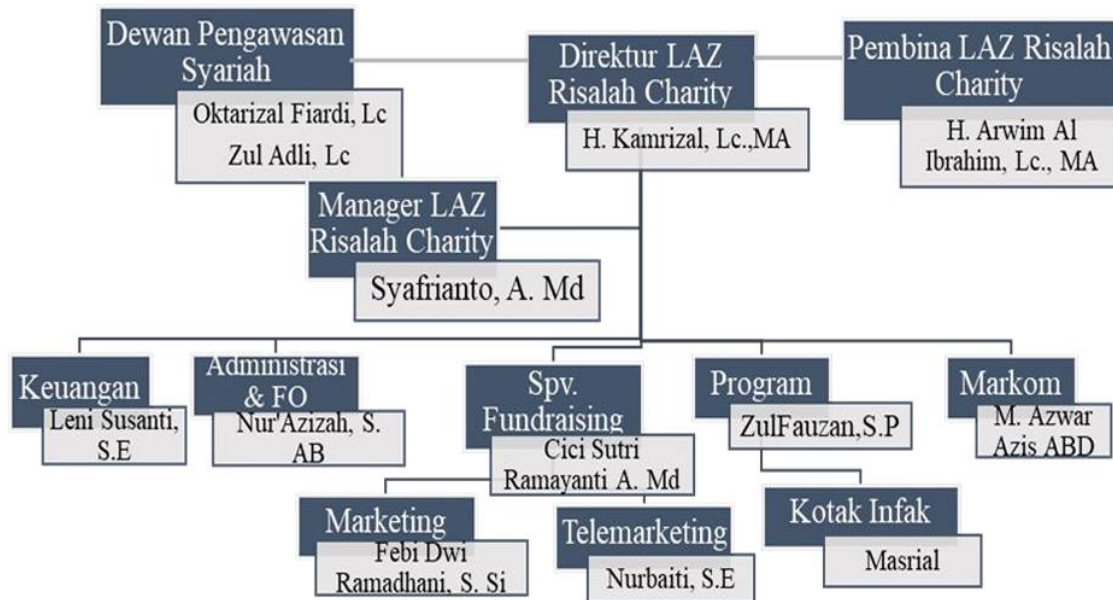 Dewan Pengawasan
Syariah
Oktarizal Fiardi, Lc
Zul Adli, Lc
Direktur LAZ
Risalah Charity
H. Kamrizal, Lc.,MA
Pembina LAZ Risalah
Charity
H. Arwim Al
Ibrahim, Lc., MA
Manager LAZ
Risalah Charity
Syafrianto, A. Md
Keuangan
Leni Susanti,
S.E
Administrasi
& FO
Nur'Azizah, S.
AB
Spv.
Fundraising
Cici Sutri
Ramayanti A. Md
Program
ZulFauzan,S.P
Markom
M. Azwar
Azis ABD
Marketing
Febi Dwi
Ramadhani, S. Si
Telemarketing
Nurbaiti, S.E
Kotak Infak
Masrial